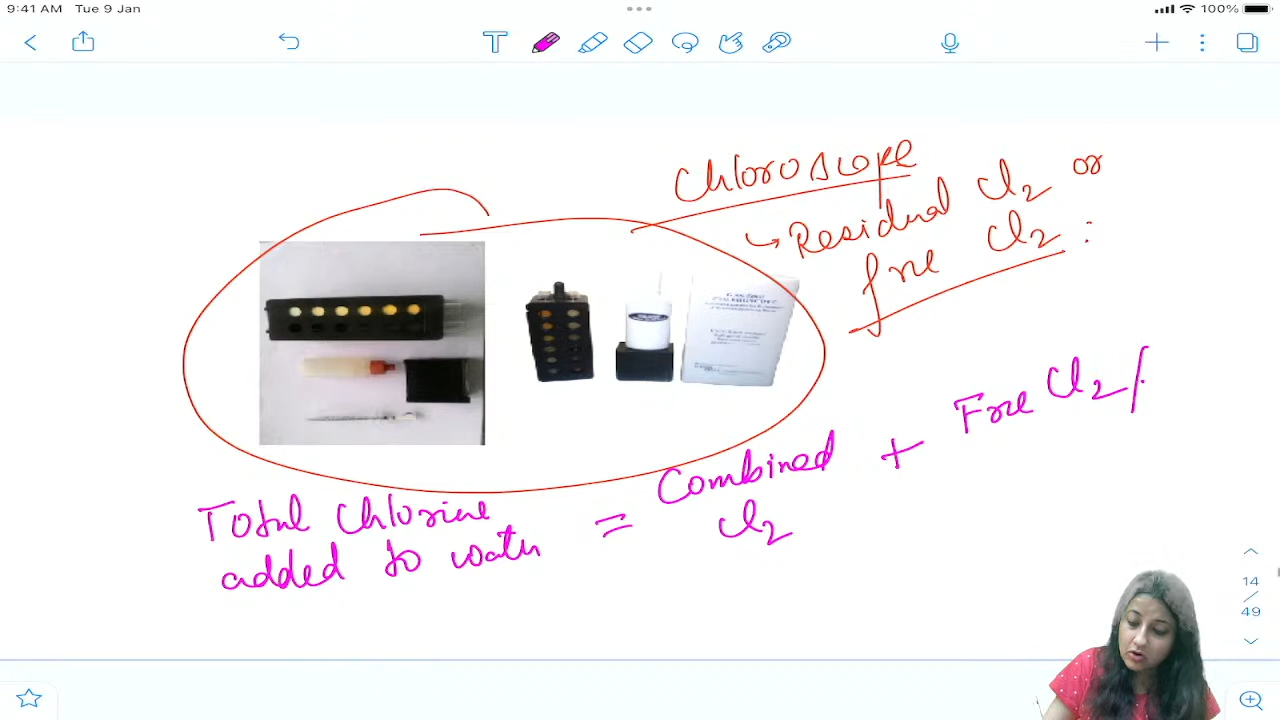 9:41 AM Tue 9 Jan
100%
T
Chloroscope
↳ Residual Cl2 or
free Cl2 :
Total Chlorine
added to water = Combined
Cl2 + Free Cl2 /
14
49